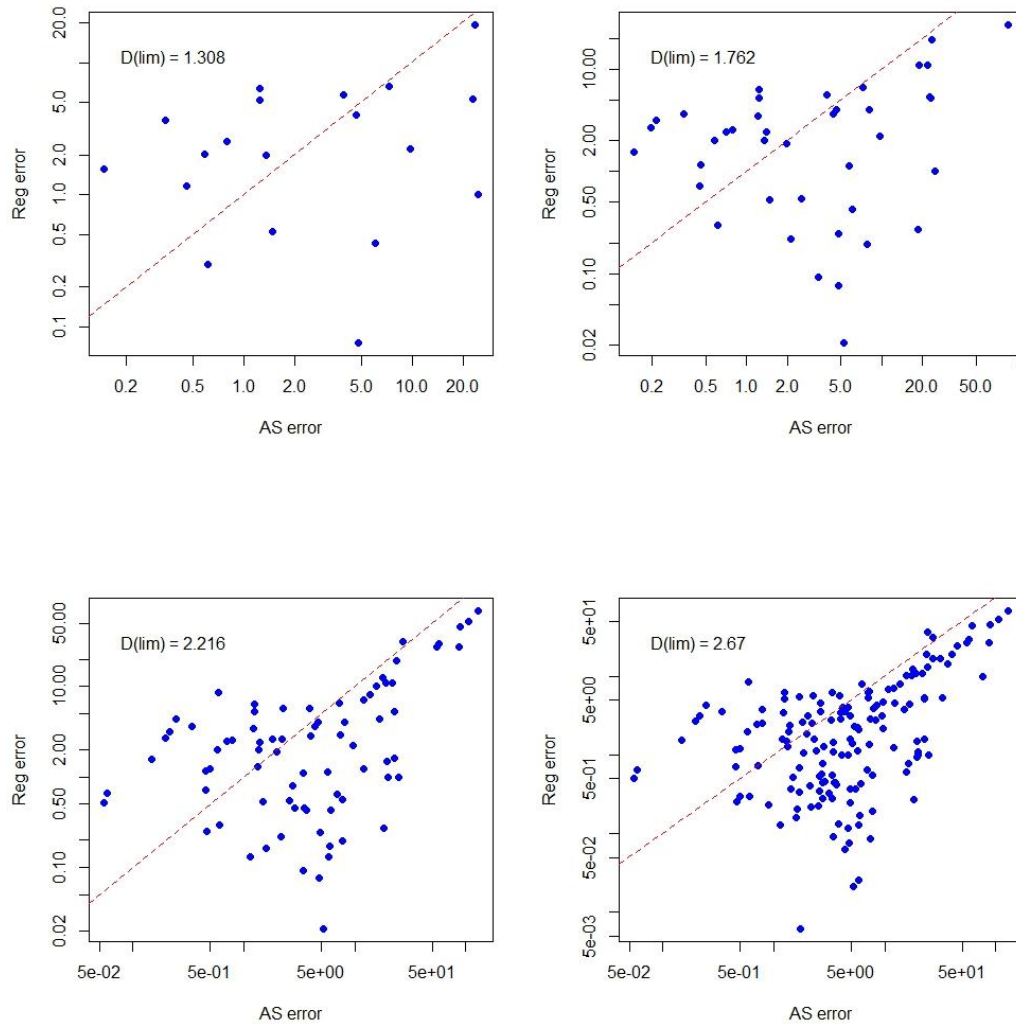 D(lim) = 1.308
Reg error
20.0
5.0
2.0
1.0
0.5
0.2
0.1
0.2 0.5 1.0 2.0 5.0 10.0 20.0
AS error
D(lim) = 1.762
Reg error
10.00
2.00
0.50
0.10
0.02
0.2 0.5 1.0 2.0 5.0 20.0 50.0
AS error
D(lim) = 2.216
Reg error
50.00
10.00
2.00
0.50
0.10
0.02
5e-02 5e-01 5e+00 5e+01
AS error
D(lim) = 2.67
Reg error
5e+01
5e+00
5e-01
5e-02
5e-03
5e-02 5e-01 5e+00 5e+01
AS error